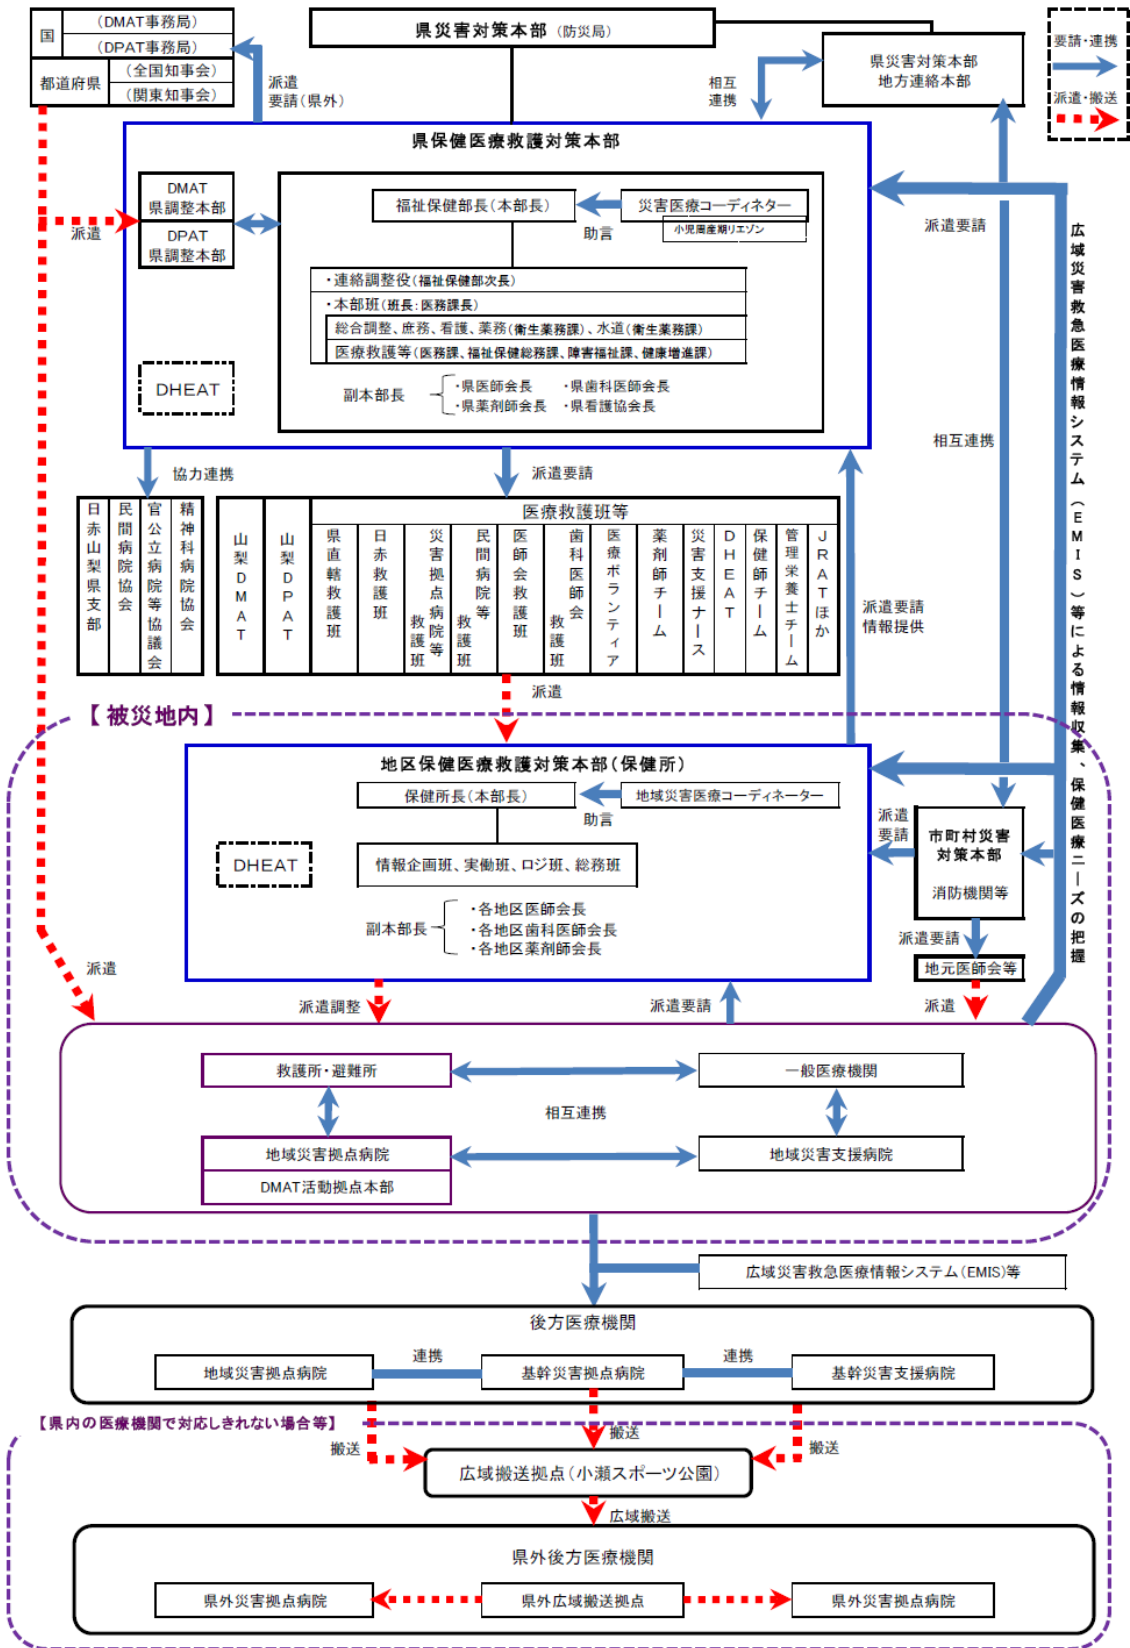 国
(DMAT事務局)
(DPAT事務局)
都道府県
(全国知事会)
(関東知事会)
派遣
要請(県外)
県災害対策本部 (防災局)
相互
連携
県災害対策本部
地方連絡本部
要請・連携
派遣・搬送
県保健医療救護対策本部
DMAT
県調整本部
DPAT
県調整本部
派遣
福祉保健部長(本部長)
助言
災害医療コーディネター
小児周産期リエゾン
・連絡調整役(福祉保健部次長)
・本部班(班長:医務課長)
総合調整、庶務、看護、薬務(衛生薬務課)、水道(衛生薬務課)
医療救護等(医務課、福祉保健総務課、障害福祉課、健康増進課)
副本部長
・県医師会長 ・県歯科医師会長
・県薬剤師会長 ・県看護協会長
DHEAT
派遣要請
相互連携
広域災害救急医療情報システム(EMIS)等による情報収集、保健医療ニーズの把握
協力連携
派遣要請
日赤山梨県支部
民間病院協会
官公立病院等協議会
精神科病院協会
山梨DMAT
山梨DPAT
医療救護班等
県直轄救護班
日赤救護班
災害拠点病院等
救護班
民間病院等
救護班
医師会救護班
歯科医師会
救護班
医療ボランティア
薬剤師チーム
災害支援ナース
DHEAT
保健師チーム
管理栄養士チーム
JRATほか
派遣要請
情報提供
派遣
【 被災地内 】
地区保健医療救護対策本部(保健所)
保健所長(本部長)
助言
地域災害医療コーディネーター
DHEAT
情報企画班、実働班、ロジ班、総務班
副本部長
・各地区医師会長
・各地区歯科医師会長
・各地区薬剤師会長
派遣
要請
市町村災害
対策本部
消防機関等
派遣要請
地元医師会等
派遣
派遣
派遣調整
派遣要請
救護所・避難所
一般医療機関
相互連携
地域災害拠点病院
DMAT活動拠点本部
地域災害支援病院
広域災害救急医療情報システム(EMIS)等
後方医療機関
地域災害拠点病院
連携
基幹災害拠点病院
連携
基幹災害支援病院
【県内の医療機関で対応しきれない場合等】
搬送
搬送
搬送
広域搬送拠点(小瀬スポーツ公園)
広域搬送
県外後方医療機関
県外災害拠点病院
県外広域搬送拠点
県外災害拠点病院